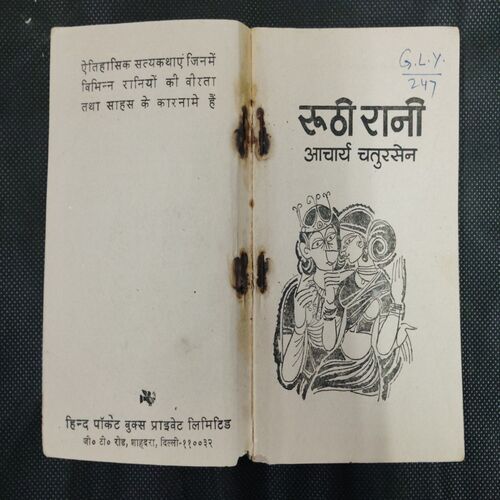 ऐतिहासिक सत्यकथाएं जिनमें
विभिन्न रानियों की वीरता
तथा साहस के कारनामे हैं
हिन्द पॉकेट बुक्स प्राइवेट लिमिटिड
जी० टी० रोड, शाहदरा, दिल्ली-११००३२
G.L.Y.
247
रूठी रानी
आचार्य चतुरसेन